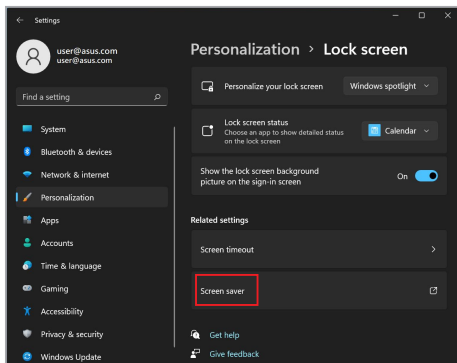 Settings
user@asus.com
user@asus.com
Find a setting
System
Bluetooth & devices
Network & internet
Personalization
Apps
Accounts
Time & language
Gaming
Accessibility
Privacy & security
Windows Update
Personalization > Lock screen
Personalize your lock screen
Windows spotlight
Lock screen status
Choose an app to show detailed status
on the lock screen
Calendar
Show the lock screen background
picture on the sign-in screen
On
Related settings
Screen timeout
Screen saver
Get help
Give feedback